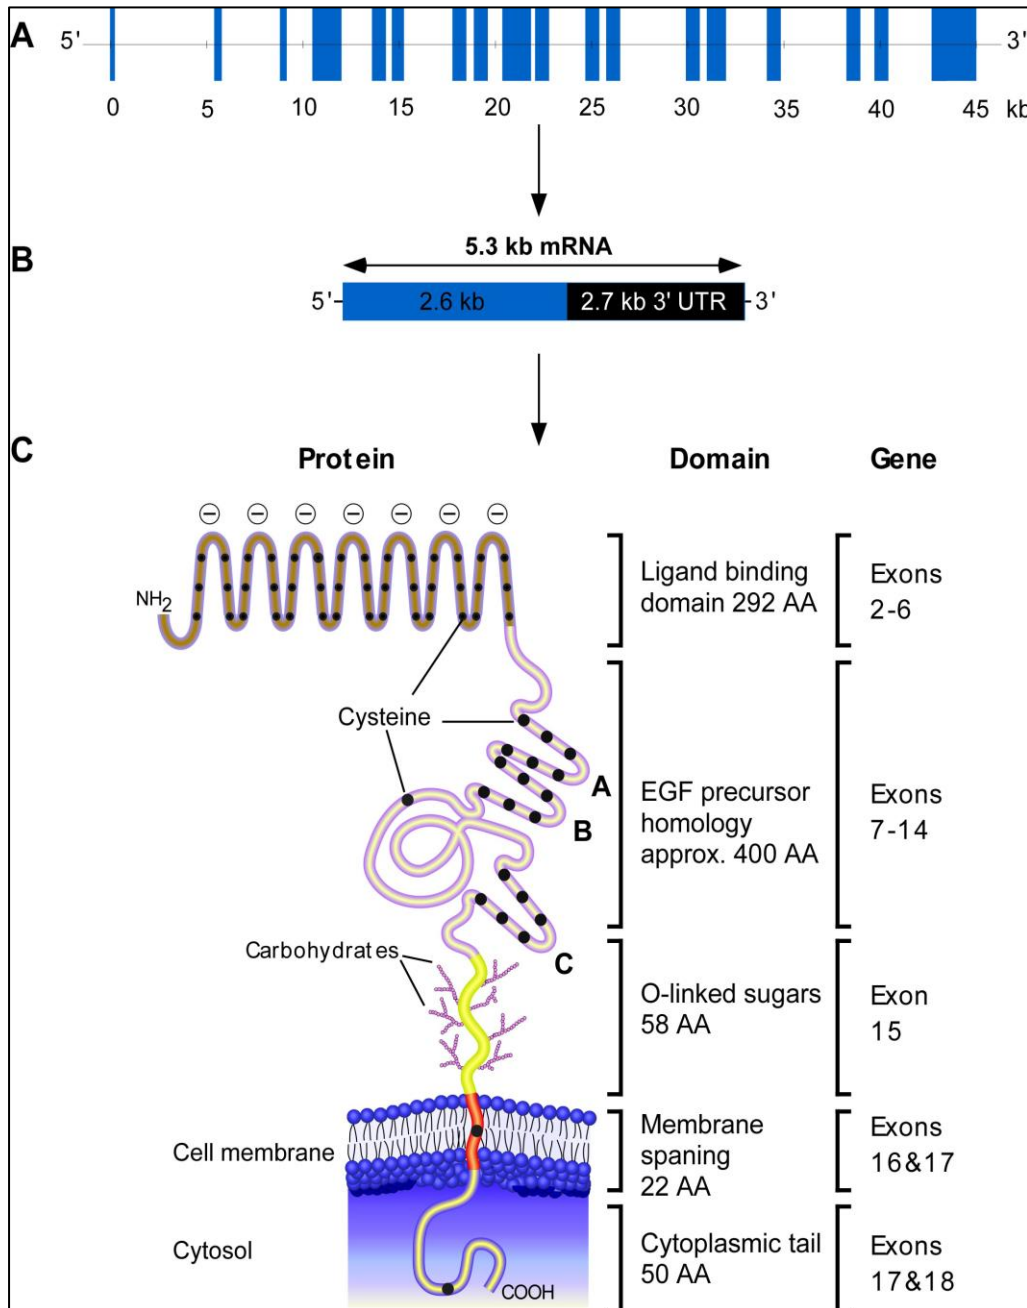 A
5'
3'
0 5 10 15 20 25 30 35 40 45 kb
B
5.3 kb mRNA
5'
2.6 kb
2.7 kb 3' UTR
3'
C
Protein
Domain
Gene
NH2
Cysteine
A
B
C
Carbohydrates
Cell membrane
Cytosol
COOH
Ligand binding
domain 292 AA
Exons
2-6
EGF precursor
homology
approx. 400 AA
Exons
7-14
O-linked sugars
58 AA
Exon
15
Membrane
spaning
22 AA
Exons
16&17
Cytoplasmic tail
50 AA
Exons
17&18